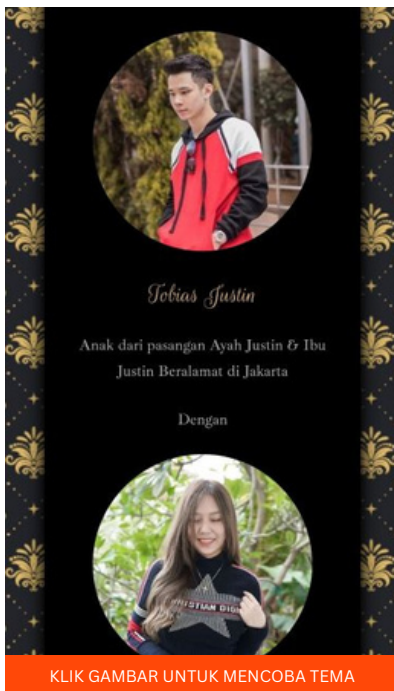 Tobias Justin
Anak dari pasangan Ayah Justin & Ibu
Justin Beralamat di Jakarta
Dengan
KLIK GAMBAR UNTUK MENCOBA TEMA